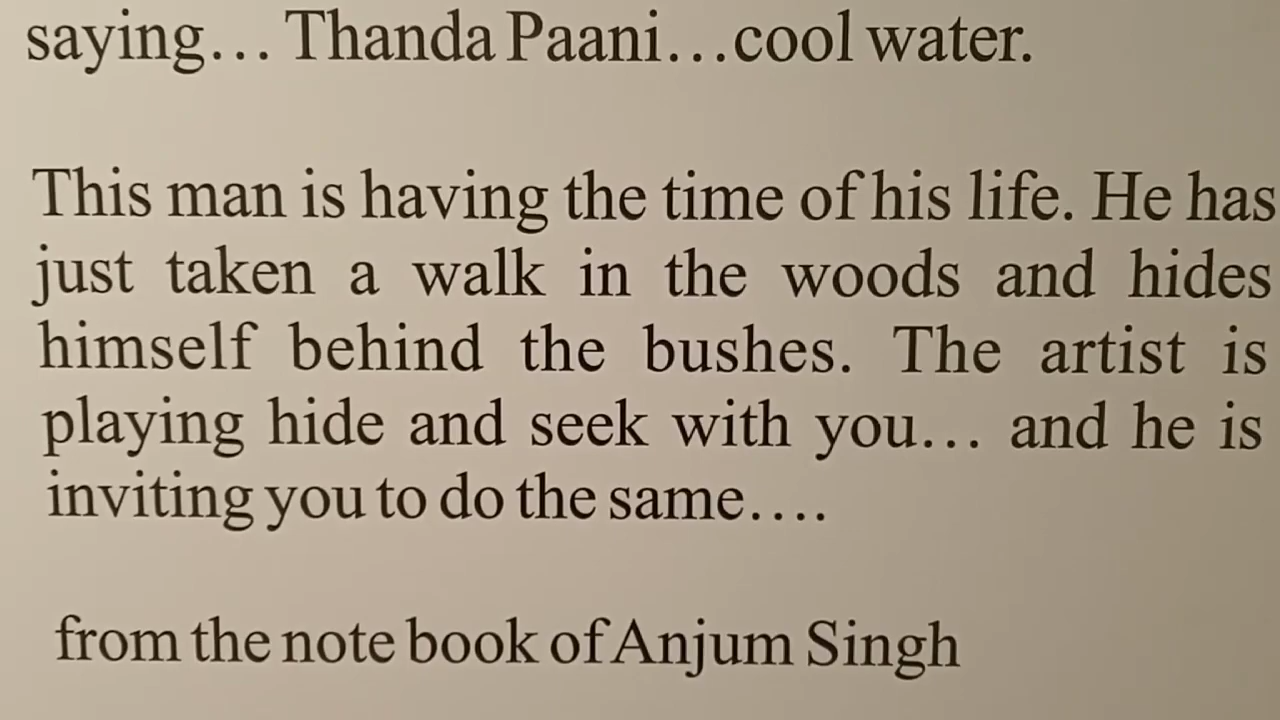 saying... Thanda Paani...cool water.
This man is having the time of his life. He has
just taken a walk in the woods and hides
himself behind the bushes. The artist is
playing hide and seek with you... and he is
inviting you to do the same....
from the note book of Anjum Singh